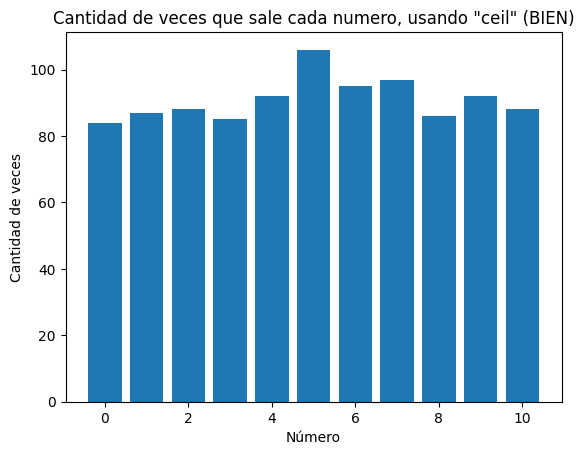 Cantidad de veces que sale cada numero, usando "ceil" (BIEN)
100
80
60
40
20
0
Cantidad de veces
0 2 4 6 8 10
Número